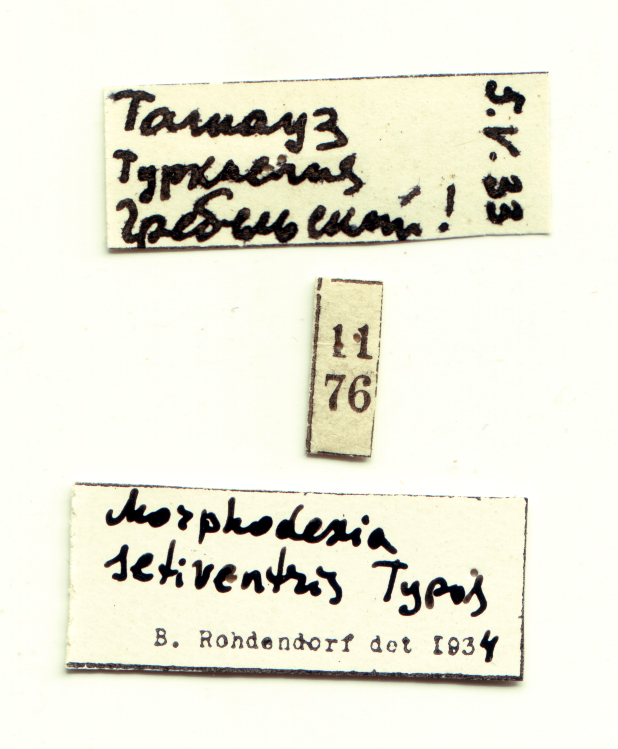 Ташауз
Туркмения
Гребельский!
5.V.33
11
76
Morphodexia
setiventris Typus
B. Rohdendorf det 1934